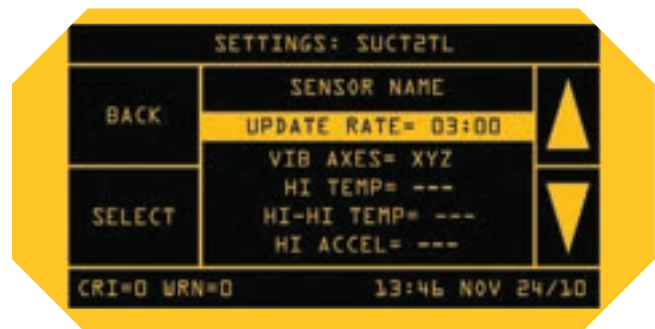 SETTINGS: SUCT2TL
BACK
SELECT
SENSOR NAME
UPDATE RATE= 03:00
VIB AXES= XYZ
HI TEMP= ---
HI-HI TEMP= ---
HI ACCEL= ---
CRI=0 WRN=0 13:46 NOV 24/10